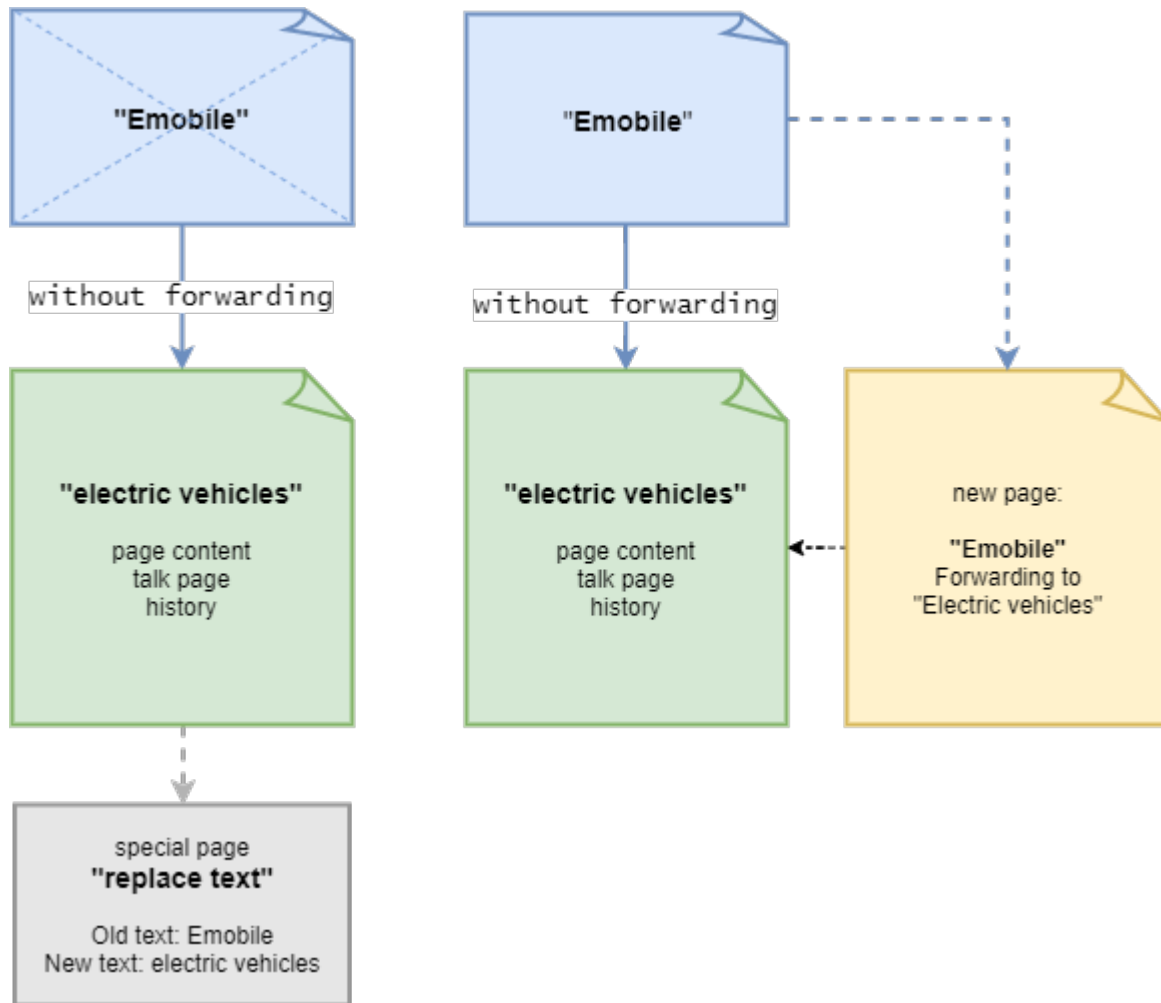 "Emobile"
without forwarding
"electric vehicles"
page content
talk page
history
special page
"replace text"
Old text: Emobile
New text: electric vehicles
"Emobile"
without forwarding
"electric vehicles"
page content
talk page
history
new page:
"Emobile"
Forwarding to
"Electric vehicles"